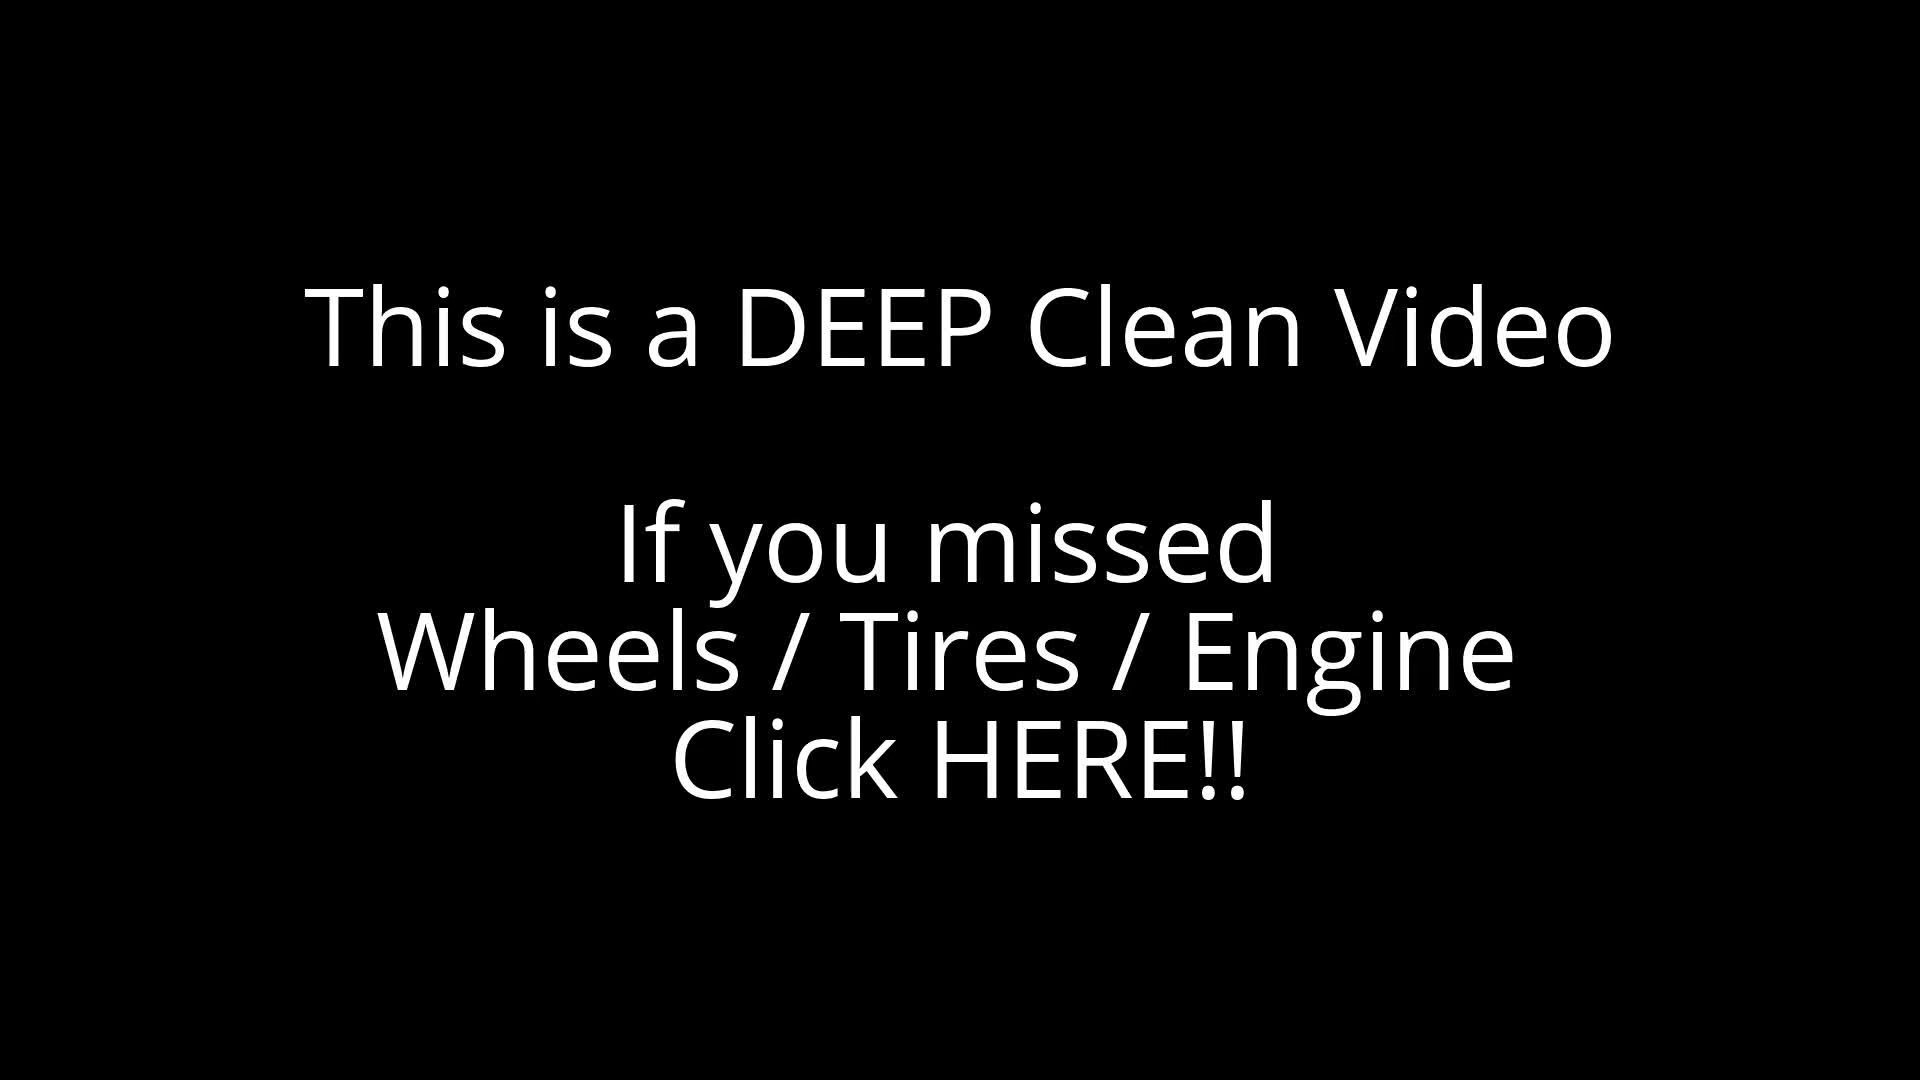 This is a DEEP Clean Video
If you missed
Wheels / Tires / Engine
Click HERE!!